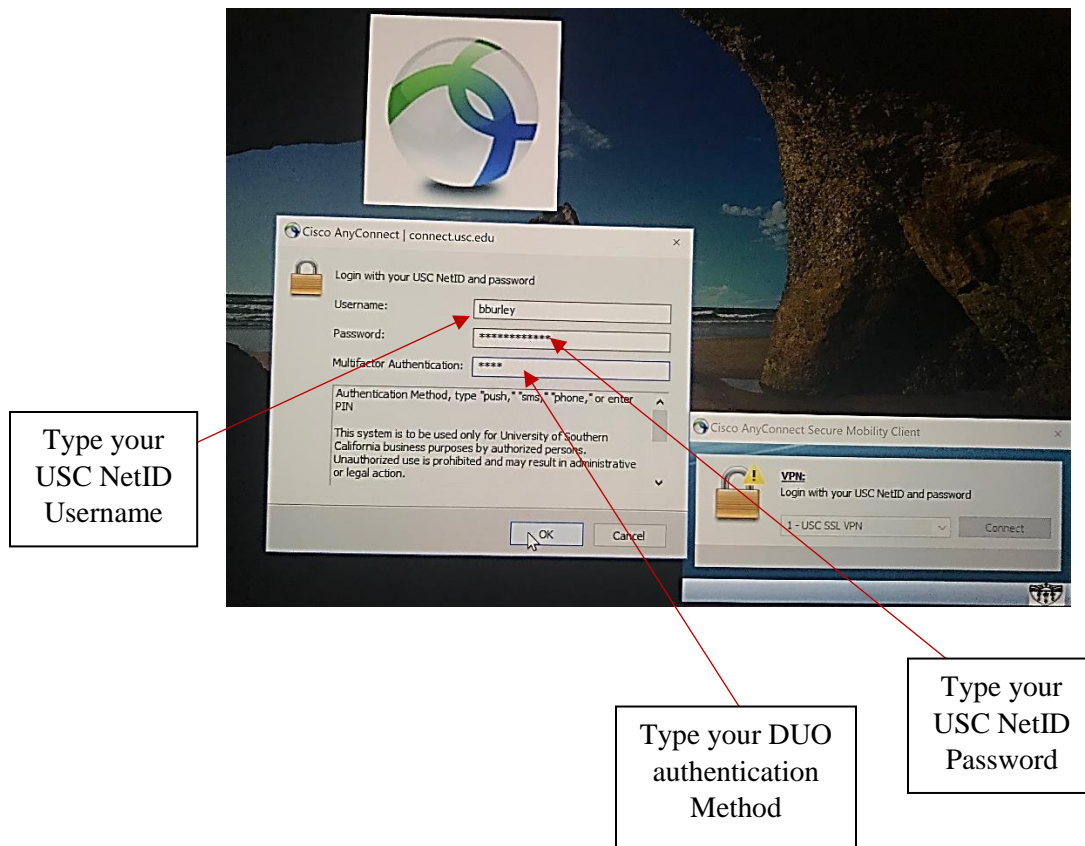 Cisco AnyConnect | connect.usc.edu
Login with your USC NetID and password
Username:
bburley
Password:
************
Multifactor Authentication:
****
Authentication Method, type "push," "sms," "phone," or enter
PIN
This system is to be used only for University of Southern
California business purposes by authorized persons.
Unauthorized use is prohibited and may result in administrative
or legal action.
OK
Cancel
Cisco AnyConnect Secure Mobility Client
VPN:
Login with your USC NetID and password
1 - USC SSL VPN
Connect
Type your
USC NetID
Username
Type your DUO
authentication
Method
Type your
USC NetID
Password